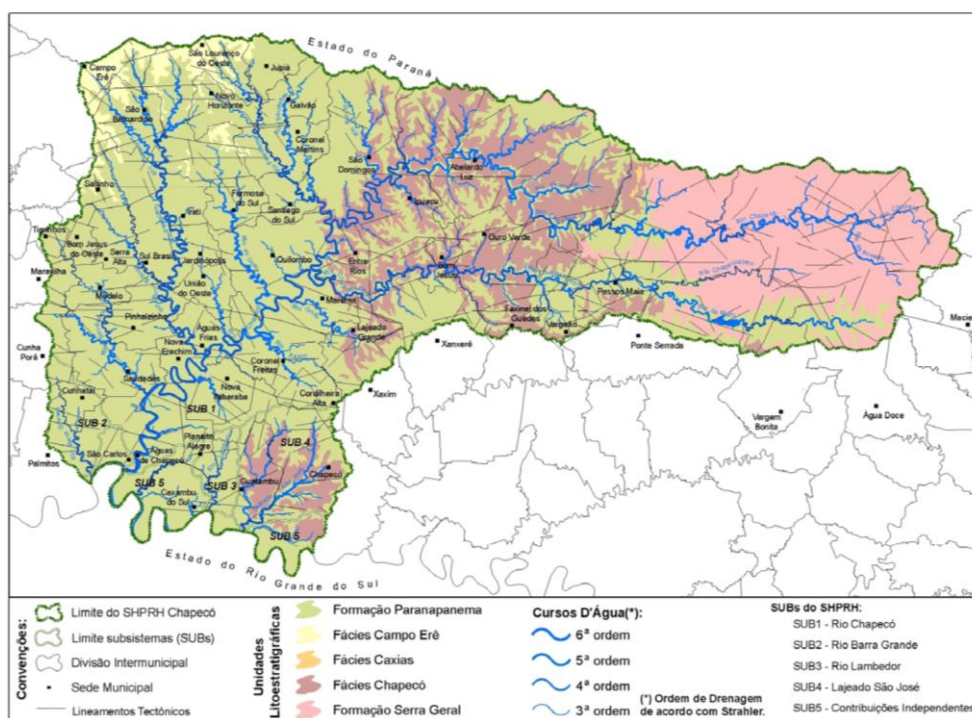 Estado do Paraná
São Lourenço
do Oeste
Campo
Erê
Jupiá
Novo
Horizonte
Galvão
São
Bernardino
Coronel
Martins
São
Domingos
Abelardo
Luz
Saltinho
Formosa
do Sul
Ipuaçu
Irati
Santiago
do Sul
Tigrinhos
Bom Jesus
do Oeste
Serra
Alta
Sul Brasil
Jardinópolis
Quilombo
Entre
Rios
Ouro Verde
Maravilha
União
do Oeste
Modelo
Marema
Passos Maia
Pinhalzinho
Águas
Frias
Nova
Erechim
Lajeado
Grande
Faxinal dos
Guedes
Vargeão
Xanxerê
Ponte Serrada
Macie
Cunha
Porã
Saudades
Coronel
Freitas
Nova
Itaberaba
Xaxim
Cunhataí
Cordilheira
Alta
SUB 1
SUB 2
Vargem
Bonita
Água Doce
Planalto
Alegre
SUB 4
Palmitos
São Carlos
Águas
de Chapecó
Chapecó
SUB 5
SUB 3
Guatambu
Caxambu
do Sul
SUB 5
Estado do Rio Grande do Sul
Convenções:
Limite do SHPRH Chapecó
Limite subsistemas (SUBs)
Divisão Intermunicipal
Sede Municipal
Lineamentos Tectônicos
Unidades
Litoestratigráficas
Formação Paranapanema
Fácies Campo Erê
Fácies Caxias
Fácies Chapecó
Formação Serra Geral
Cursos D'Água(*):
6ª ordem
5ª ordem
4ª ordem
3ª ordem
(*) Ordem de Drenagem
de acordo com Strahler.
SUBs do SHPRH:
SUB1 - Rio Chapecó
SUB2 - Rio Barra Grande
SUB3 - Rio Lambedor
SUB4 - Lajeado São José
SUB5 - Contribuições Independentes